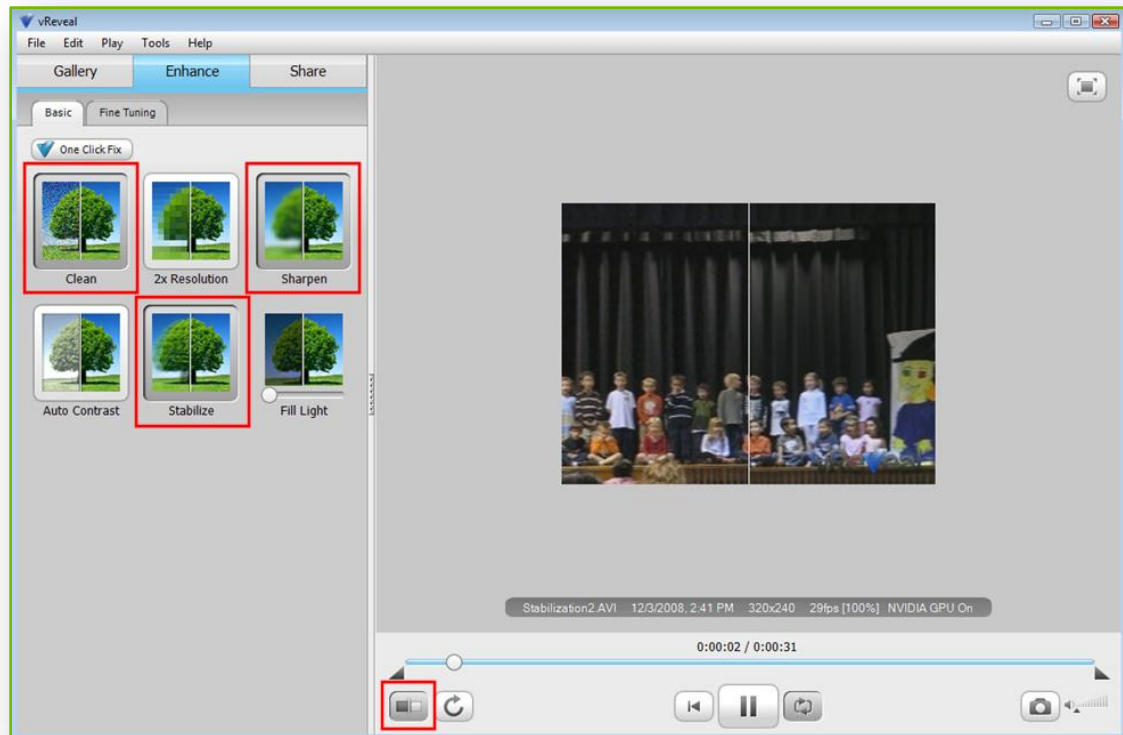 vReveal
File Edit Play Tools Help
Gallery Enhance Share
Basic Fine Tuning
One Click Fix
Clean 2x Resolution Sharpen
Auto Contrast Stabilize Fill Light
Stabilization2.AVI 12/3/2008, 2:41 PM 320x240 29fps [100%] NVIDIA GPU On
0:00:02 / 0:00:31